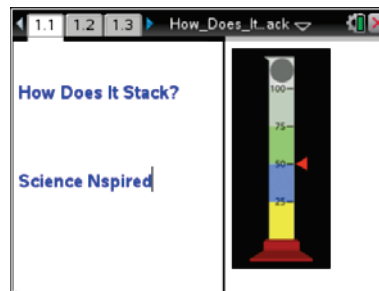 1.1 1.2 1.3 How_Does_It...ack
How Does It Stack?
Science Nspired
100
75
50
25